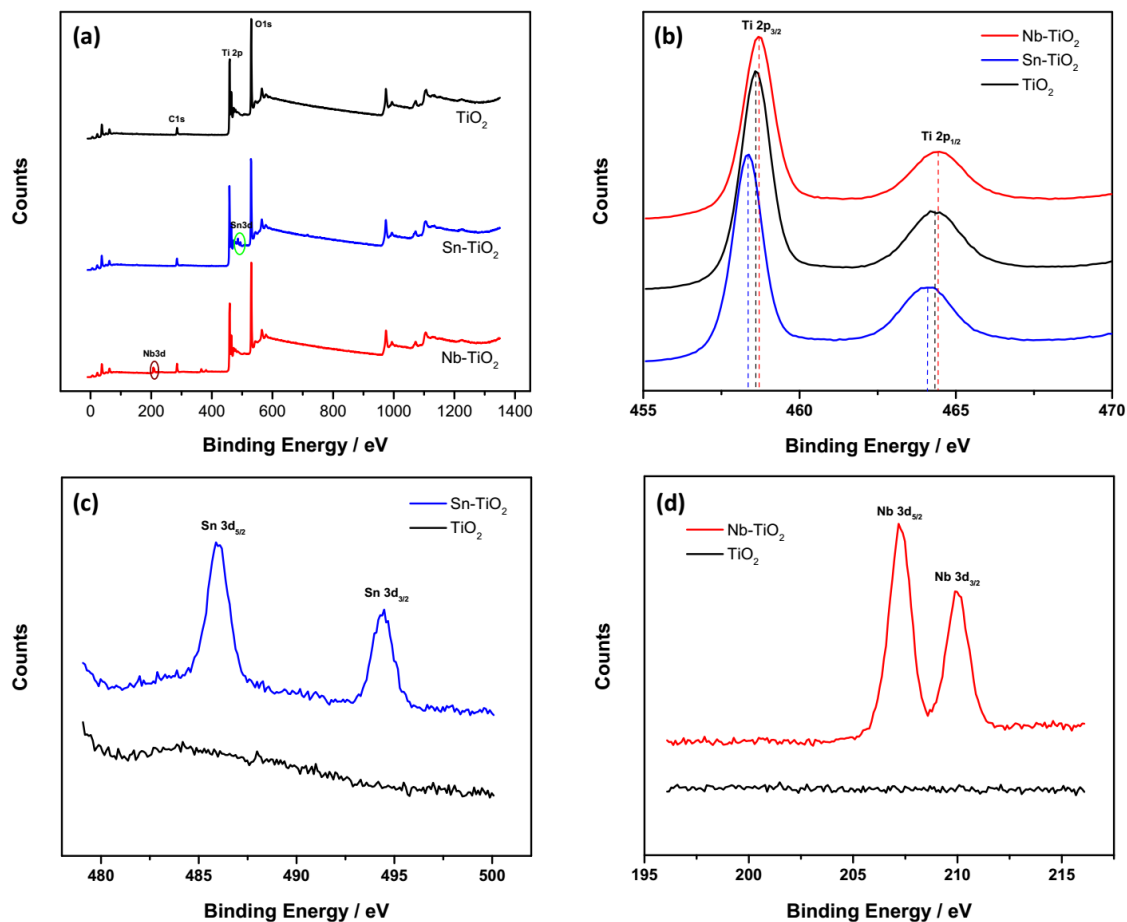 (a)
O1s
Ti 2p
C1s
TiO₂
Sn3d
Sn-TiO₂
Nb3d
Nb-TiO₂
Counts
0 200 400 600 800 1000 1200 1400
Binding Energy / eV
(b)
Ti 2p₃/₂
Nb-TiO₂
Sn-TiO₂
TiO₂
Ti 2p₁/₂
Counts
455 460 465 470
Binding Energy / eV
(c)
Sn-TiO₂
TiO₂
Sn 3d₅/₂
Sn 3d₃/₂
Counts
480 485 490 495 500
Binding Energy / eV
(d)
Nb 3d₅/₂
Nb-TiO₂
TiO₂
Nb 3d₃/₂
Counts
195 200 205 210 215
Binding Energy / eV